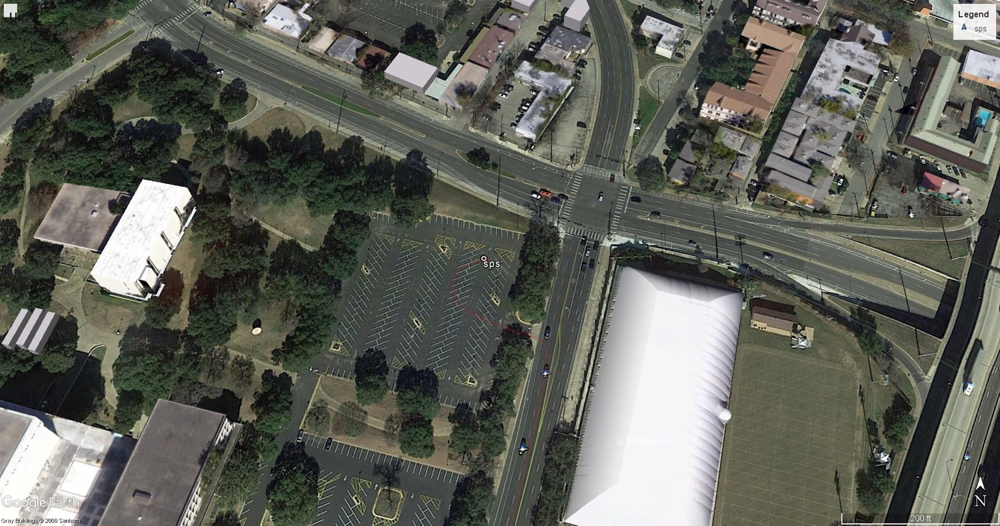 Legend
sps
sps
Google Earth
Gray Buildings © 2008 Sanborn
200 ft
N